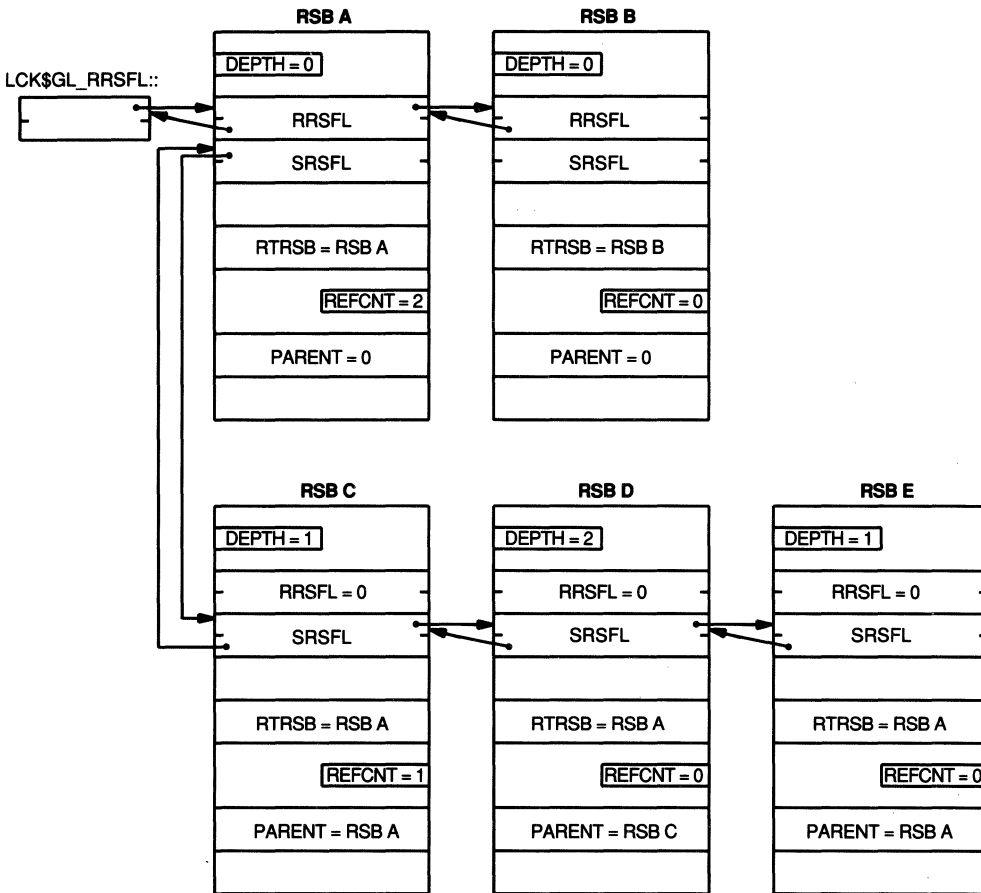 RSB A
RSB B
DEPTH = 0
DEPTH = 0
LCK$GL_RRSFL::
RRSFL
RRSFL
SRSFL
SRSFL
RTRSB = RSB A
RTRSB = RSB B
REFCNT = 2
REFCNT = 0
PARENT = 0
PARENT = 0
RSB C
RSB D
RSB E
DEPTH = 1
DEPTH = 2
DEPTH = 1
RRSFL = 0
RRSFL = 0
RRSFL = 0
SRSFL
SRSFL
SRSFL
RTRSB = RSB A
RTRSB = RSB A
RTRSB = RSB A
REFCNT = 1
REFCNT = 0
REFCNT = 0
PARENT = RSB A
PARENT = RSB C
PARENT = RSB A